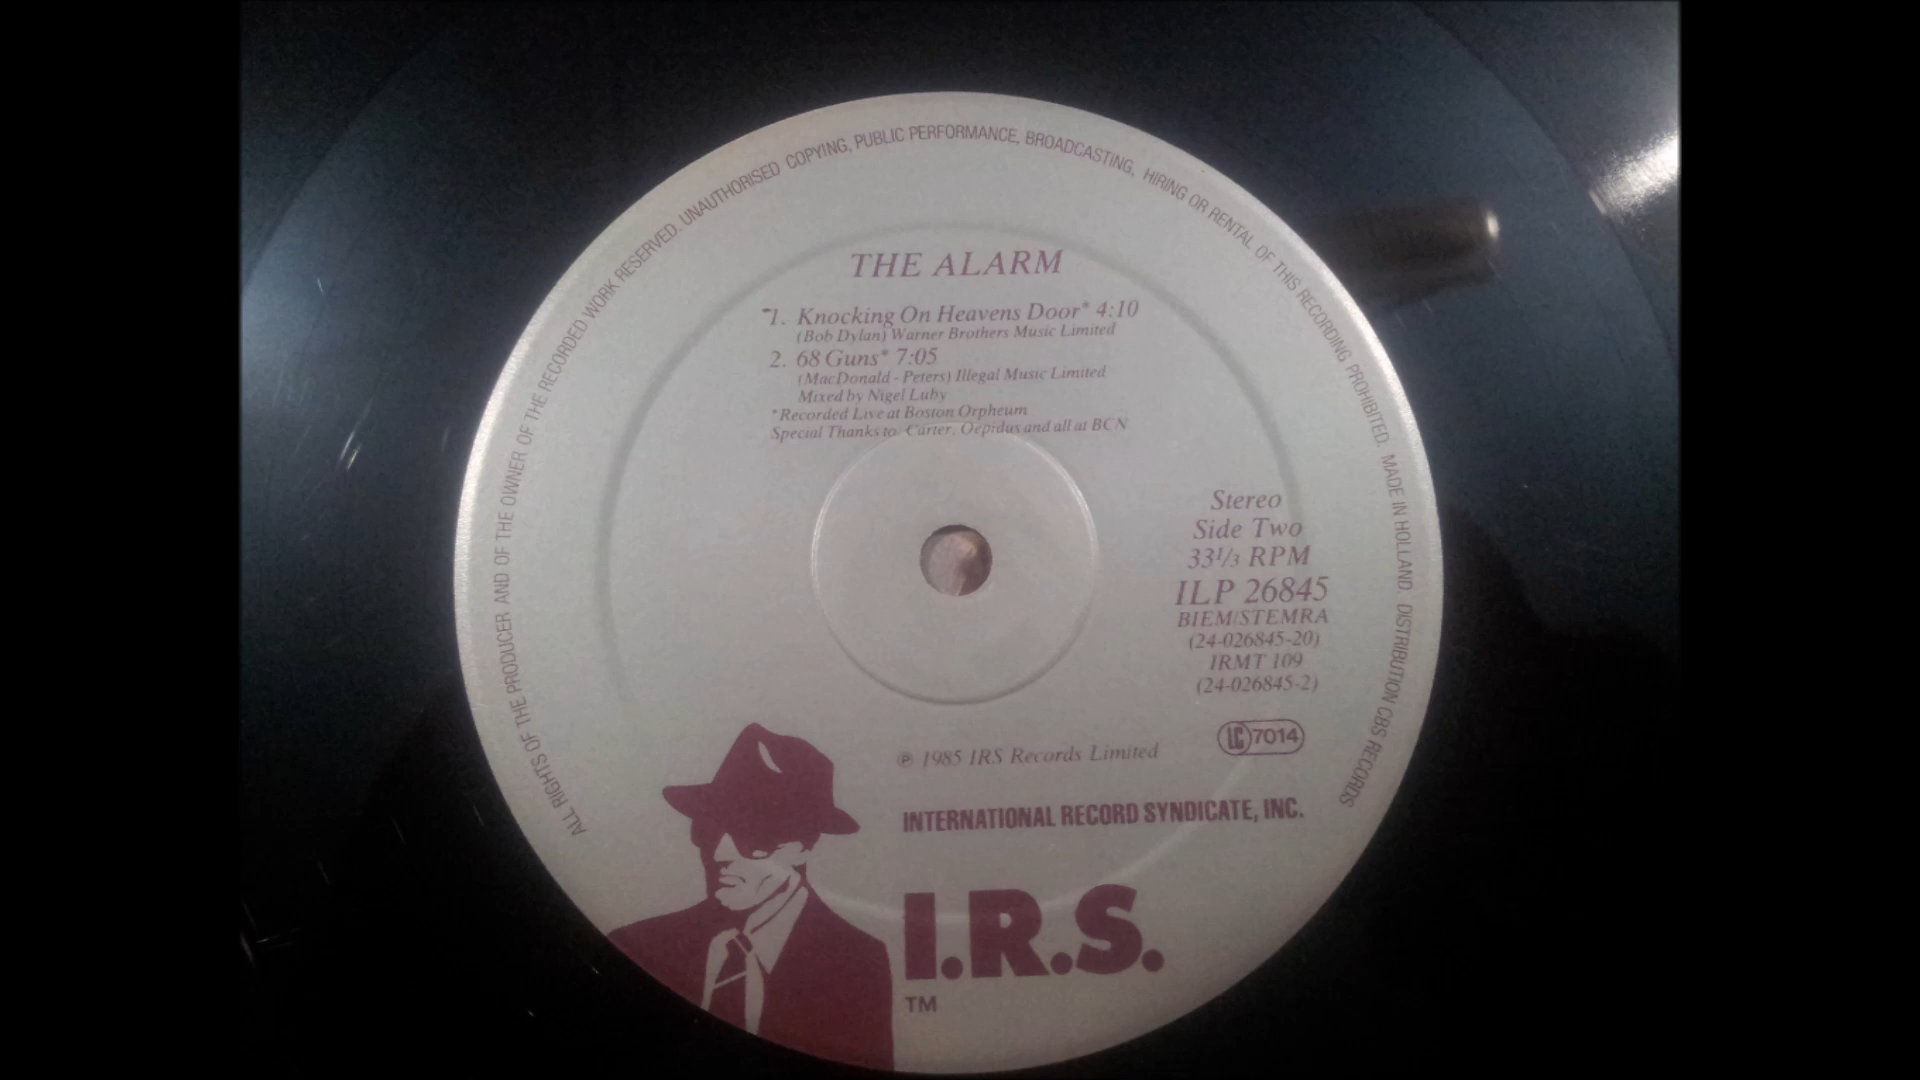 ALL RIGHTS OF THE PRODUCER AND OF THE OWNER OF THE RECORDED WORK RESERVED. UNAUTHORISED COPYING, PUBLIC PERFORMANCE, BROADCASTING, HIRING OR RENTAL OF THIS RECORDING PROHIBITED. MADE IN HOLLAND. DISTRIBUTION CBS RECORDS
THE ALARM
1. Knocking On Heavens Door* 4:10
(Bob Dylan) Warner Brothers Music Limited
2. 68 Guns* 7:05
(MacDonald - Peters) Illegal Music Limited
Mixed by Nigel Luby
*Recorded Live at Boston Orpheum
Special Thanks to: Carter, Oepidus and all at BCN
Stereo
Side Two
33 1/3 RPM
ILP 26845
BIEM/STEMRA
(24-026845-20)
IRMT 109
(24-026845-2)
LC 7014
℗ 1985 IRS Records Limited
INTERNATIONAL RECORD SYNDICATE, INC.
I.R.S.
TM